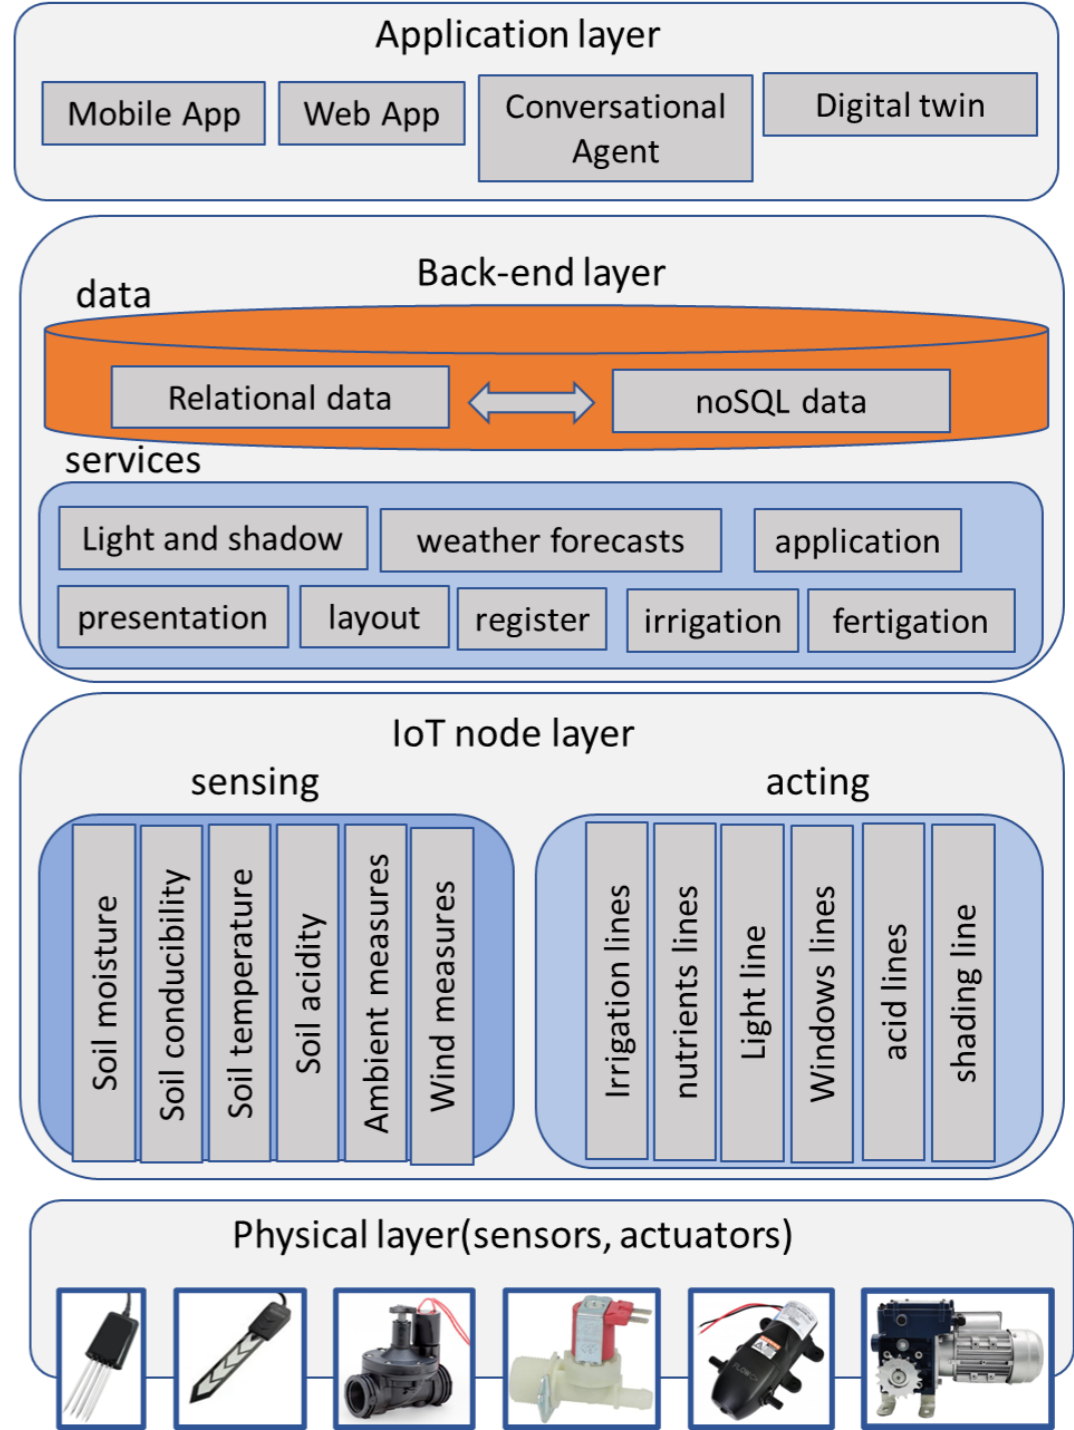 Application layer
Mobile App
Web App
Conversational
Agent
Digital twin
Back-end layer
data
Relational data
noSQL data
services
Light and shadow
weather forecasts
application
presentation
layout
register
irrigation
fertigation
IoT node layer
sensing
acting
Soil moisture
Soil conducibility
Soil temperature
Soil acidity
Ambient measures
Wind measures
Irrigation lines
nutrients lines
Light line
Windows lines
acid lines
shading line
Physical layer(sensors, actuators)